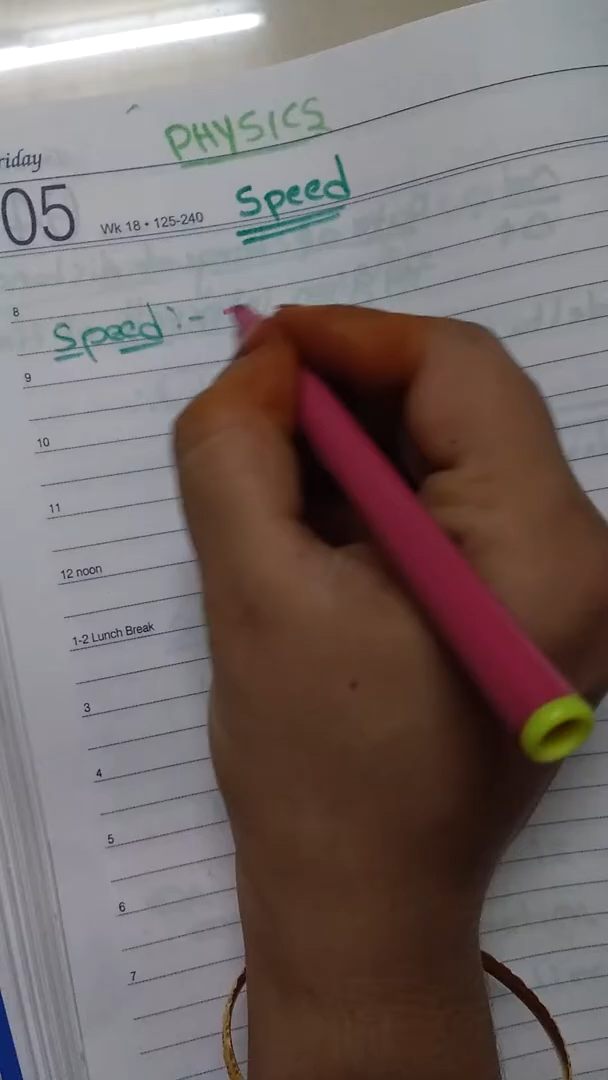 PHYSICS
riday
05
Wk 18 • 125-240
Speed
8
Speed :-
9
10
11
12 noon
1-2 Lunch Break
3
4
5
6
7